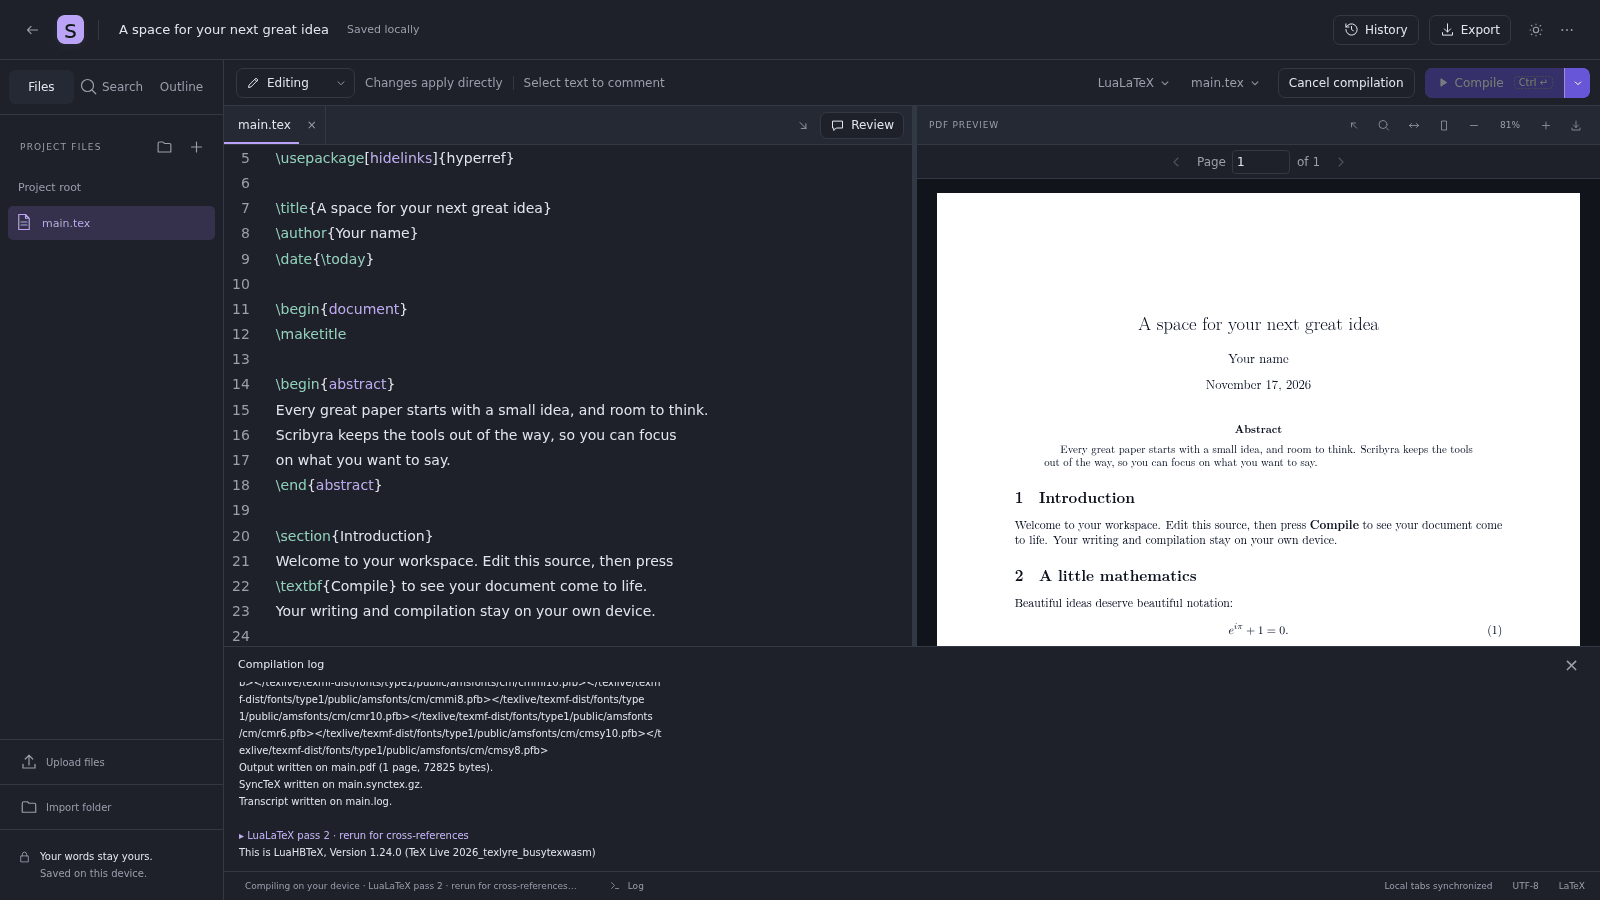 S
A space for your next great idea
Saved locally
History
Export
Files
Search
Outline
Editing
Changes apply directly
Select text to comment
LuaLaTeX
main.tex
Cancel compilation
Compile
Ctrl ↵
PROJECT FILES
Project root
main.tex
Upload files
Import folder
Your words stay yours.
Saved on this device.
main.tex
Review
5 \usepackage[hidelinks]{hyperref}
6
7 \title{A space for your next great idea}
8 \author{Your name}
9 \date{\today}
10
11 \begin{document}
12 \maketitle
13
14 \begin{abstract}
15 Every great paper starts with a small idea, and room to think.
16 Scribyra keeps the tools out of the way, so you can focus
17 on what you want to say.
18 \end{abstract}
19
20 \section{Introduction}
21 Welcome to your workspace. Edit this source, then press
22 \textbf{Compile} to see your document come to life.
23 Your writing and compilation stay on your own device.
24
PDF PREVIEW
81%
Page 1 of 1
A space for your next great idea
Your name
November 17, 2026
Abstract
Every great paper starts with a small idea, and room to think. Scribyra keeps the tools
out of the way, so you can focus on what you want to say.
1 Introduction
Welcome to your workspace. Edit this source, then press Compile to see your document come
to life. Your writing and compilation stay on your own device.
2 A little mathematics
Beautiful ideas deserve beautiful notation:
e^{iπ} + 1 = 0. (1)
Compilation log
b></texlive/texmf-dist/fonts/type1/public/amsfonts/cm/cmmi10.pfb></texlive/texm
f-dist/fonts/type1/public/amsfonts/cm/cmmi8.pfb></texlive/texmf-dist/fonts/type
1/public/amsfonts/cm/cmr10.pfb></texlive/texmf-dist/fonts/type1/public/amsfonts
/cm/cmr6.pfb></texlive/texmf-dist/fonts/type1/public/amsfonts/cm/cmsy10.pfb></t
exlive/texmf-dist/fonts/type1/public/amsfonts/cm/cmsy8.pfb>
Output written on main.pdf (1 page, 72825 bytes).
SyncTeX written on main.synctex.gz.
Transcript written on main.log.
▸ LuaLaTeX pass 2 · rerun for cross-references
This is LuaHBTeX, Version 1.24.0 (TeX Live 2026_texlyre_busytexwasm)
Compiling on your device · LuaLaTeX pass 2 · rerun for cross-references…
Log
Local tabs synchronized
UTF-8
LaTeX